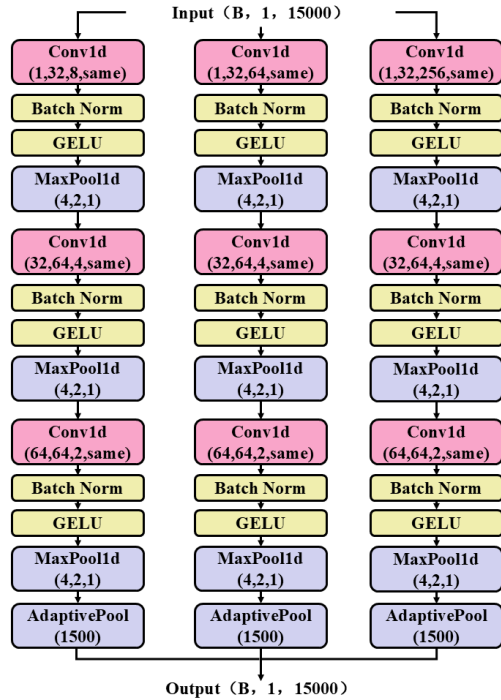 Input（B，1，15000）
Conv1d
(1,32,8,same)
Batch Norm
GELU
MaxPool1d
(4,2,1)
Conv1d
(32,64,4,same)
Batch Norm
GELU
MaxPool1d
(4,2,1)
Conv1d
(64,64,2,same)
Batch Norm
GELU
MaxPool1d
(4,2,1)
AdaptivePool
(1500)
Conv1d
(1,32,64,same)
Batch Norm
GELU
MaxPool1d
(4,2,1)
Conv1d
(32,64,4,same)
Batch Norm
GELU
MaxPool1d
(4,2,1)
Conv1d
(64,64,2,same)
Batch Norm
GELU
MaxPool1d
(4,2,1)
AdaptivePool
(1500)
Conv1d
(1,32,256,same)
Batch Norm
GELU
MaxPool1d
(4,2,1)
Conv1d
(32,64,4,same)
Batch Norm
GELU
MaxPool1d
(4,2,1)
Conv1d
(64,64,2,same)
Batch Norm
GELU
MaxPool1d
(4,2,1)
AdaptivePool
(1500)
Output（B，1，15000）